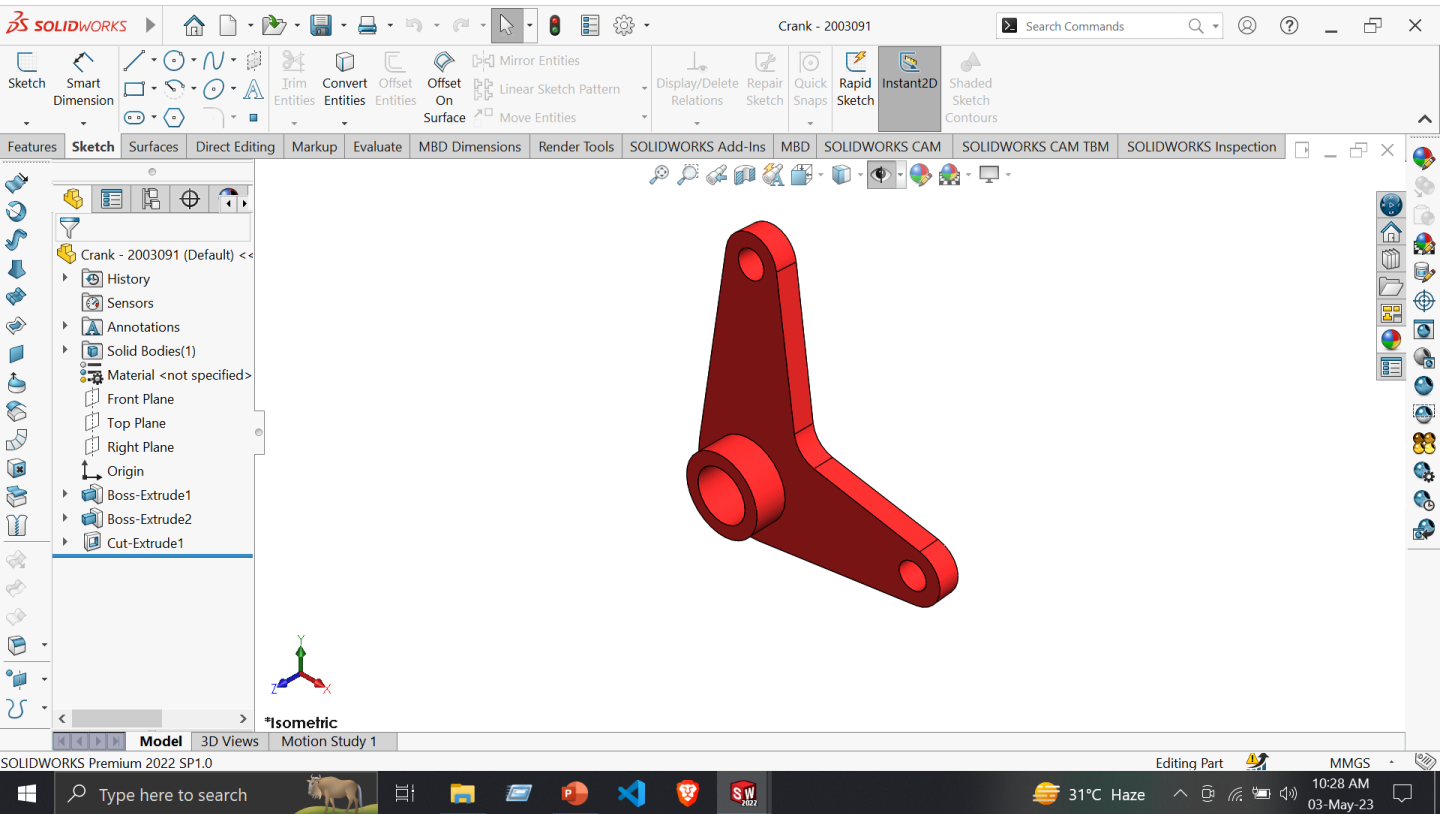 SOLIDWORKS
Crank - 2003091
Search Commands
Sketch
Smart
Dimension
Trim
Entities
Convert
Entities
Offset
Entities
Offset
On
Surface
Mirror Entities
Linear Sketch Pattern
Move Entities
Display/Delete
Relations
Repair
Sketch
Quick
Snaps
Rapid
Sketch
Instant2D
Shaded
Sketch
Contours
Features Sketch Surfaces Direct Editing Markup Evaluate MBD Dimensions Render Tools SOLIDWORKS Add-Ins MBD SOLIDWORKS CAM SOLIDWORKS CAM TBM SOLIDWORKS Inspection
Crank - 2003091 (Default) <<
History
Sensors
Annotations
Solid Bodies(1)
Material <not specified>
Front Plane
Top Plane
Right Plane
Origin
Boss-Extrude1
Boss-Extrude2
Cut-Extrude1
Y
Z
X
*Isometric
Model 3D Views Motion Study 1
SOLIDWORKS Premium 2022 SP1.0
Editing Part
MMGS
Type here to search
SW
2022
31°C Haze
10:28 AM
03-May-23